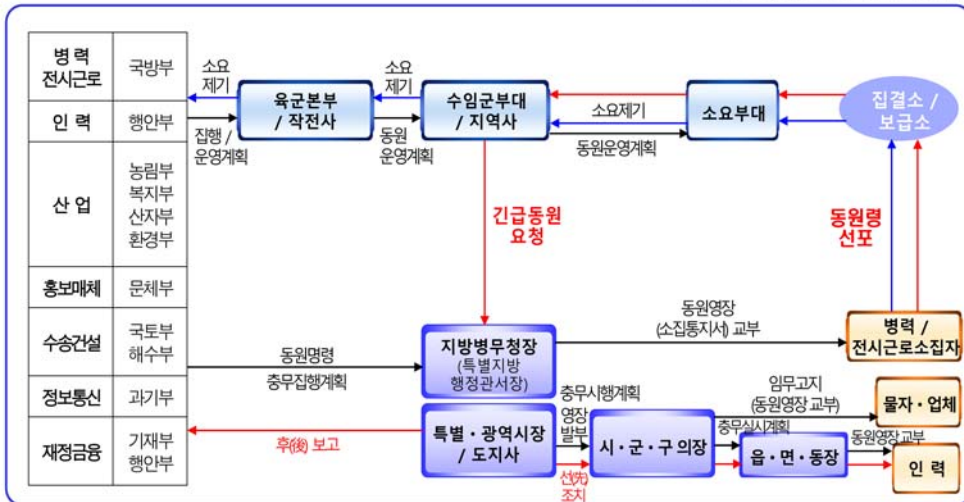 병 력
전시근로
국방부
인 력
행안부
산 업
농림부
복지부
산자부
환경부
홍보매체
문체부
수송건설
국토부
해수부
정보통신
과기부
재정금융
기재부
행안부
소요
제기
집행 /
운영계획
육군본부
/ 작전사
소요
제기
동원
운영계획
수임군부대
/ 지역사
소요제기
동원운영계획
소요부대
집결소 /
보급소
긴급동원
요청
동원령
선포
동원명령
충무집행계획
지방병무청장
(특별지방
행정관서장)
동원영장
(소집통지서) 교부
병력 /
전시근로소집자
후(後) 보고
특별・광역시장
/ 도지사
충무시행계획
영장
발부
선(先)
조치
시・군・구 의장
임무고지
(동원영장 교부)
물자・업체
충무실시계획
읍・면・동장
동원영장 교부
인 력